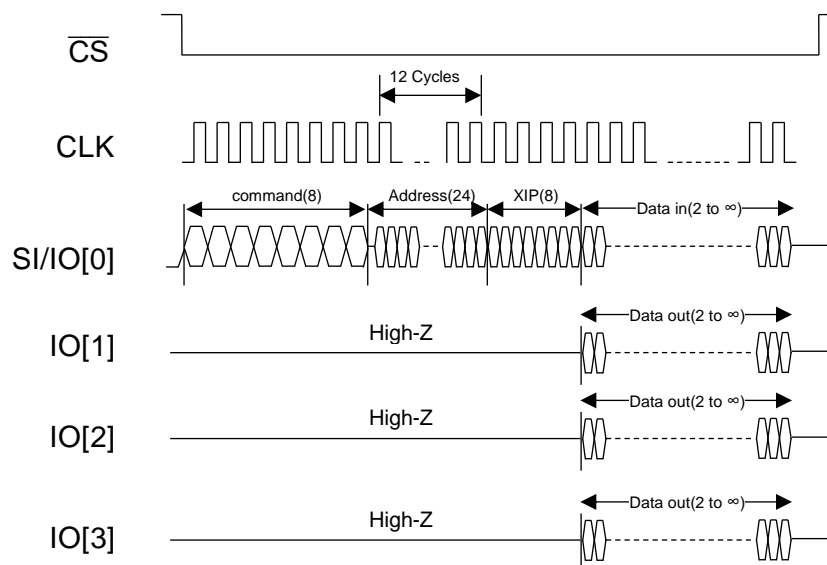 CS
12 Cycles
CLK
command(8)
Address(24)
XIP(8)
Data in(2 to ∞)
SI/IO[0]
Data out(2 to ∞)
High-Z
IO[1]
Data out(2 to ∞)
High-Z
IO[2]
Data out(2 to ∞)
High-Z
IO[3]